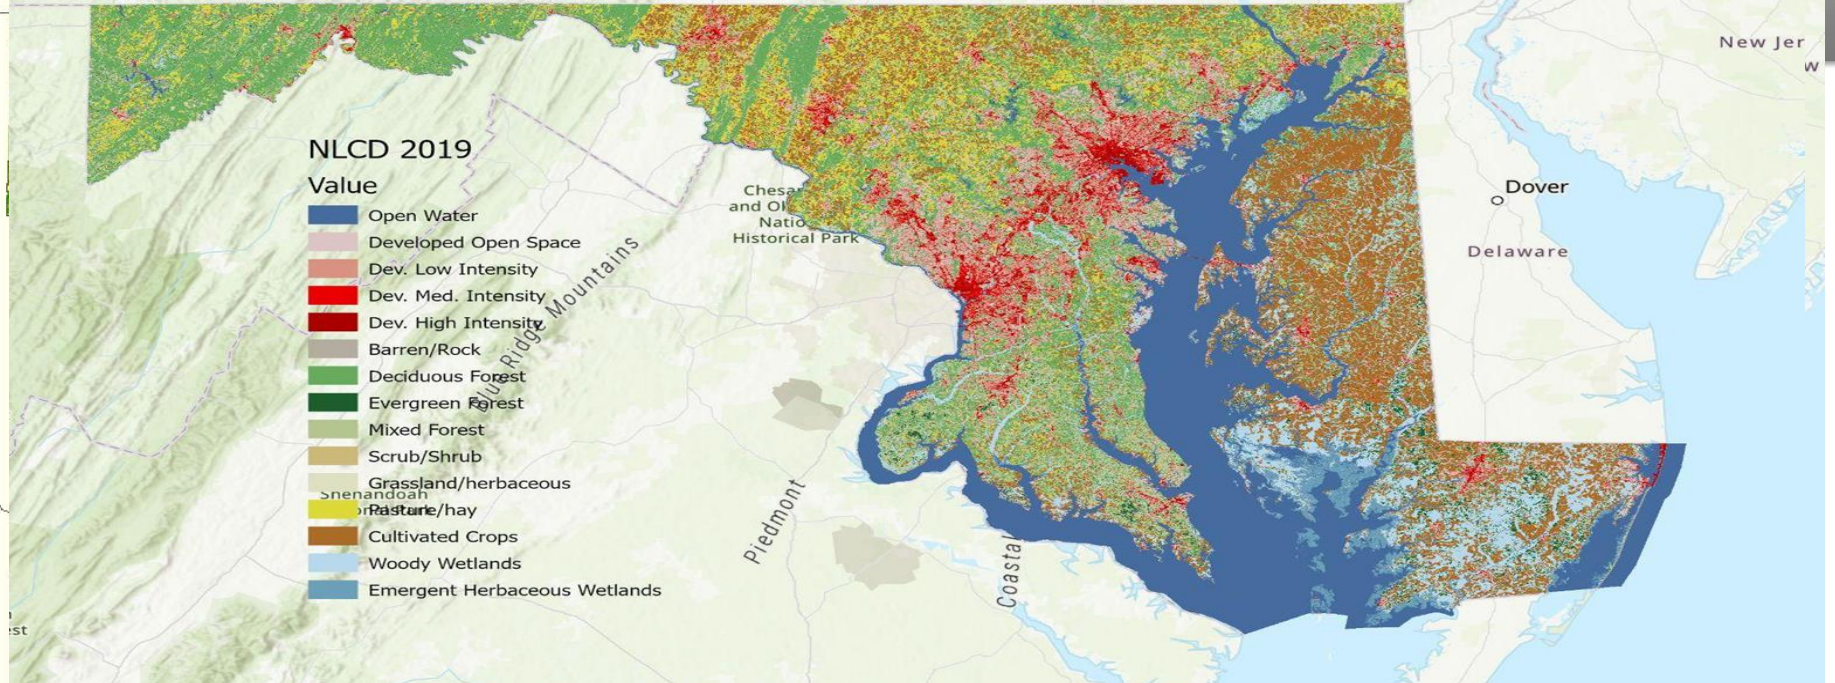 NLCD 2019
Value
Open Water
Developed Open Space
Dev. Low Intensity
Dev. Med. Intensity
Dev. High Intensity
Barren/Rock
Deciduous Forest
Evergreen Forest
Mixed Forest
Scrub/Shrub
Grassland/herbaceous
Pasture/hay
Cultivated Crops
Woody Wetlands
Emergent Herbaceous Wetlands
Blue Ridge Mountains
Shenandoah
Chesa
and Ol
Natio
Historical Park
Piedmont
Coastal
Dover
Delaware
New Jer
w
est